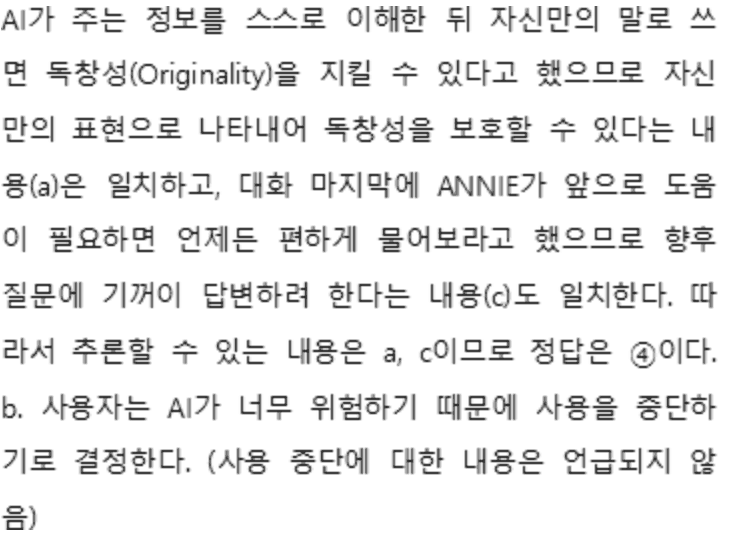 AI가 주는 정보를 스스로 이해한 뒤 자신만의 말로 쓰
면 독창성(Originality)을 지킬 수 있다고 했으므로 자신
만의 표현으로 나타내어 독창성을 보호할 수 있다는 내
용(a)은 일치하고, 대화 마지막에 ANNIE가 앞으로 도움
이 필요하면 언제든 편하게 물어보라고 했으므로 향후
질문에 기꺼이 답변하려 한다는 내용(c)도 일치한다. 따
라서 추론할 수 있는 내용은 a, c이므로 정답은 ④이다.
b. 사용자는 AI가 너무 위험하기 때문에 사용을 중단하
기로 결정한다. (사용 중단에 대한 내용은 언급되지 않
음)